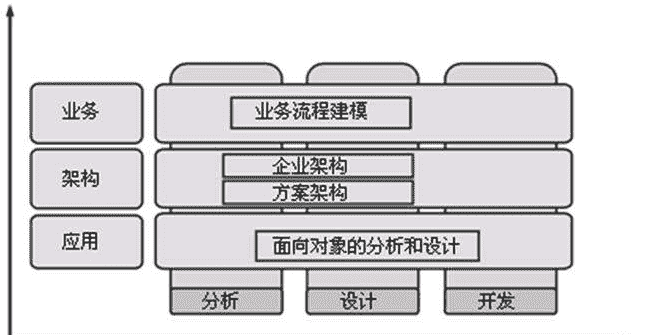 业务
业务流程建模
架构
企业架构
方案架构
应用
面向对象的分析和设计
分析
设计
开发